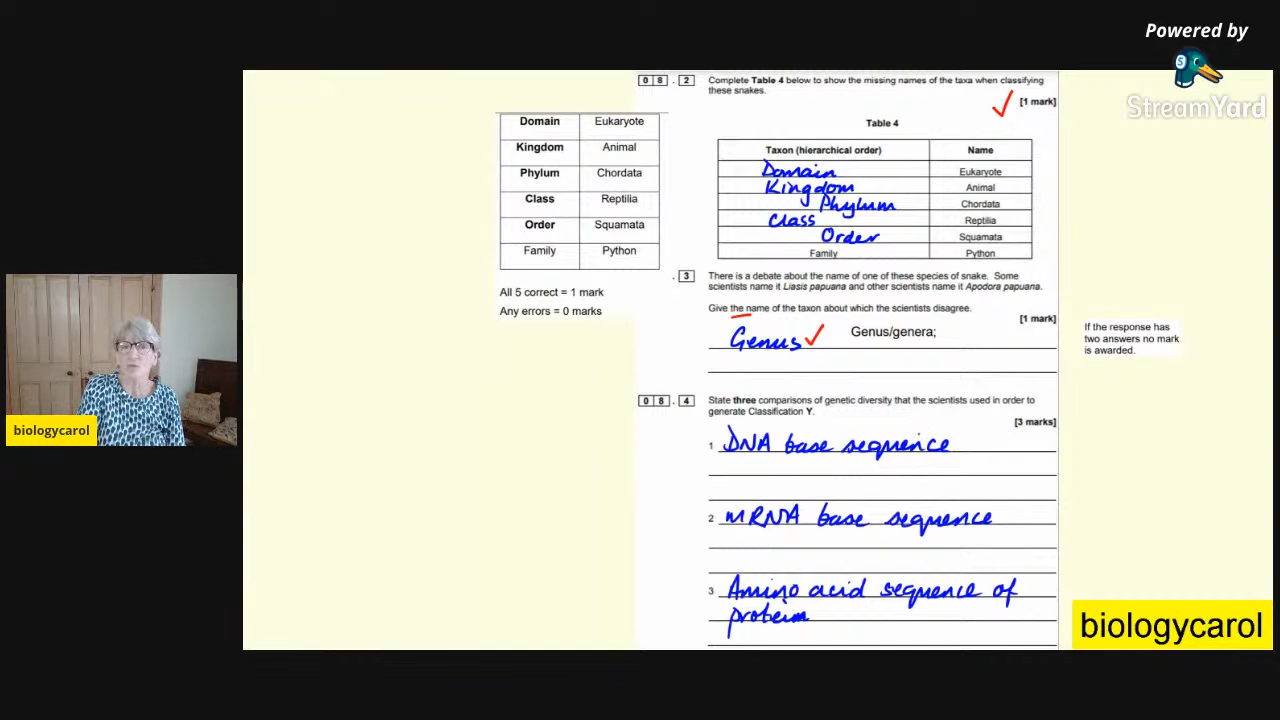 Powered by
StreamYard
08.2 Complete Table 4 below to show the missing names of the taxa when classifying
these snakes.
[1 mark]
Table 4
Taxon (hierarchical order) Name
Domain Eukaryote
Kingdom Animal
Phylum Chordata
Class Reptilia
Order Squamata
Family Python
Domain Eukaryote
Kingdom Animal
Phylum Chordata
Class Reptilia
Order Squamata
Family Python
All 5 correct = 1 mark
Any errors = 0 marks
.3 There is a debate about the name of one of these species of snake. Some
scientists name it Liasis papuana and other scientists name it Apodora papuana.
Give the name of the taxon about which the scientists disagree.
[1 mark]
Genus Genus/genera;
If the response has
two answers no mark
is awarded.
08.4 State three comparisons of genetic diversity that the scientists used in order to
generate Classification Y.
[3 marks]
1 DNA base sequence
2 mRNA base sequence
3 Amino acid sequence of
protein
biologycarol
biologycarol